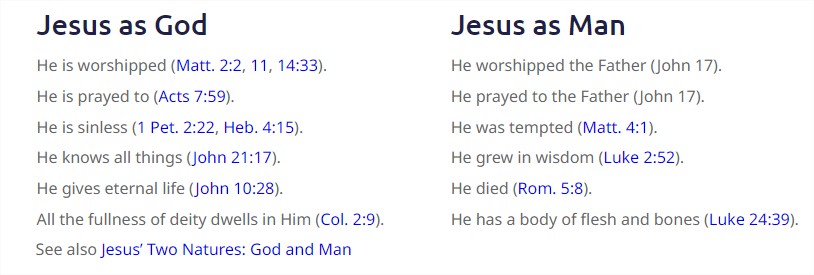 Jesus as God
He is worshipped (Matt. 2:2, 11, 14:33).
He is prayed to (Acts 7:59).
He is sinless (1 Pet. 2:22, Heb. 4:15).
He knows all things (John 21:17).
He gives eternal life (John 10:28).
All the fullness of deity dwells in Him (Col. 2:9).
See also Jesus’ Two Natures: God and Man
Jesus as Man
He worshipped the Father (John 17).
He prayed to the Father (John 17).
He was tempted (Matt. 4:1).
He grew in wisdom (Luke 2:52).
He died (Rom. 5:8).
He has a body of flesh and bones (Luke 24:39).